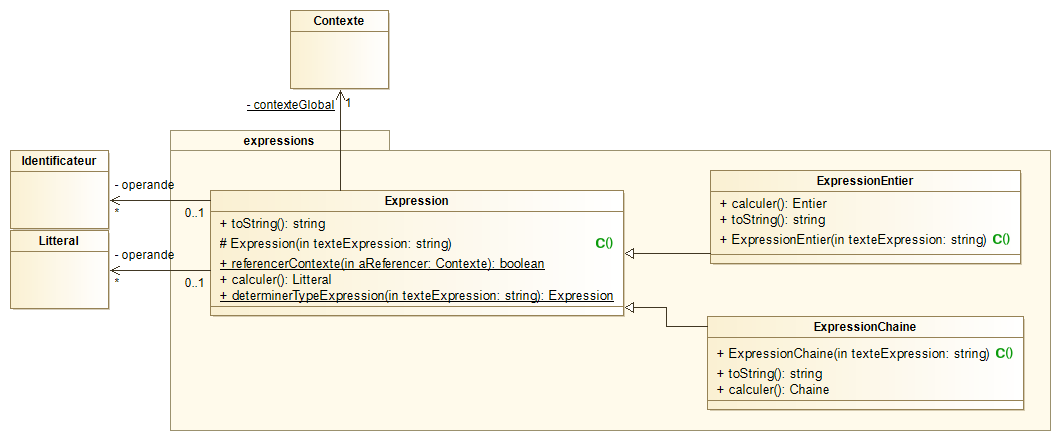 Contexte
- contexteGlobal
1
expressions
Identificateur
- operande
*
0..1
Litteral
- operande
*
0..1
Expression
+ toString(): string
# Expression(in texteExpression: string) C()
+ referencerContexte(in aReferencer: Contexte): boolean
+ calculer(): Litteral
+ determinerTypeExpression(in texteExpression: string): Expression
ExpressionEntier
+ calculer(): Entier
+ toString(): string
+ ExpressionEntier(in texteExpression: string) C()
ExpressionChaine
+ ExpressionChaine(in texteExpression: string) C()
+ toString(): string
+ calculer(): Chaine